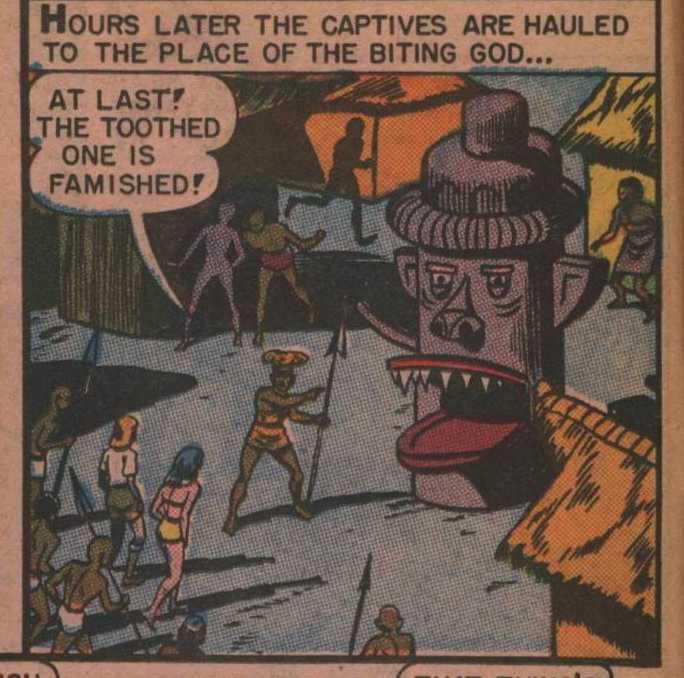 HOURS LATER THE CAPTIVES ARE HAULED
TO THE PLACE OF THE BITING GOD...
AT LAST!
THE TOOTHED
ONE IS
FAMISHED!